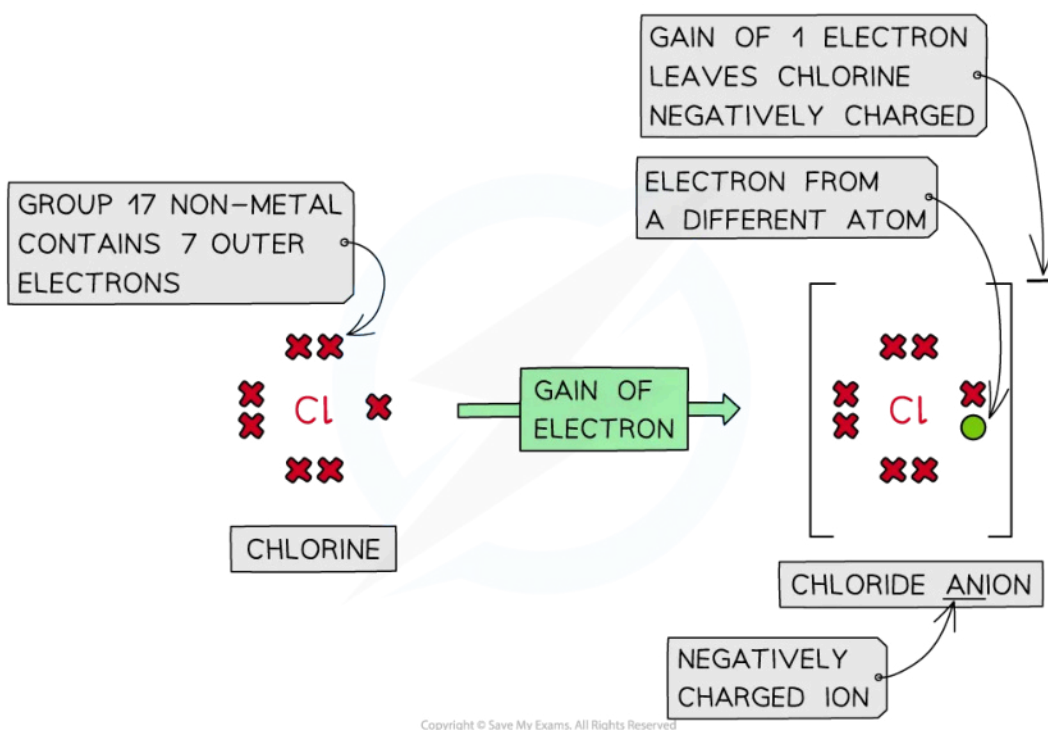 GAIN OF 1 ELECTRON
LEAVES CHLORINE
NEGATIVELY CHARGED
ELECTRON FROM
A DIFFERENT ATOM
GROUP 17 NON-METAL
CONTAINS 7 OUTER
ELECTRONS
Cl
GAIN OF
ELECTRON
Cl
CHLORINE
CHLORIDE ANION
NEGATIVELY
CHARGED ION
Copyright © Save My Exams. All Rights Reserved